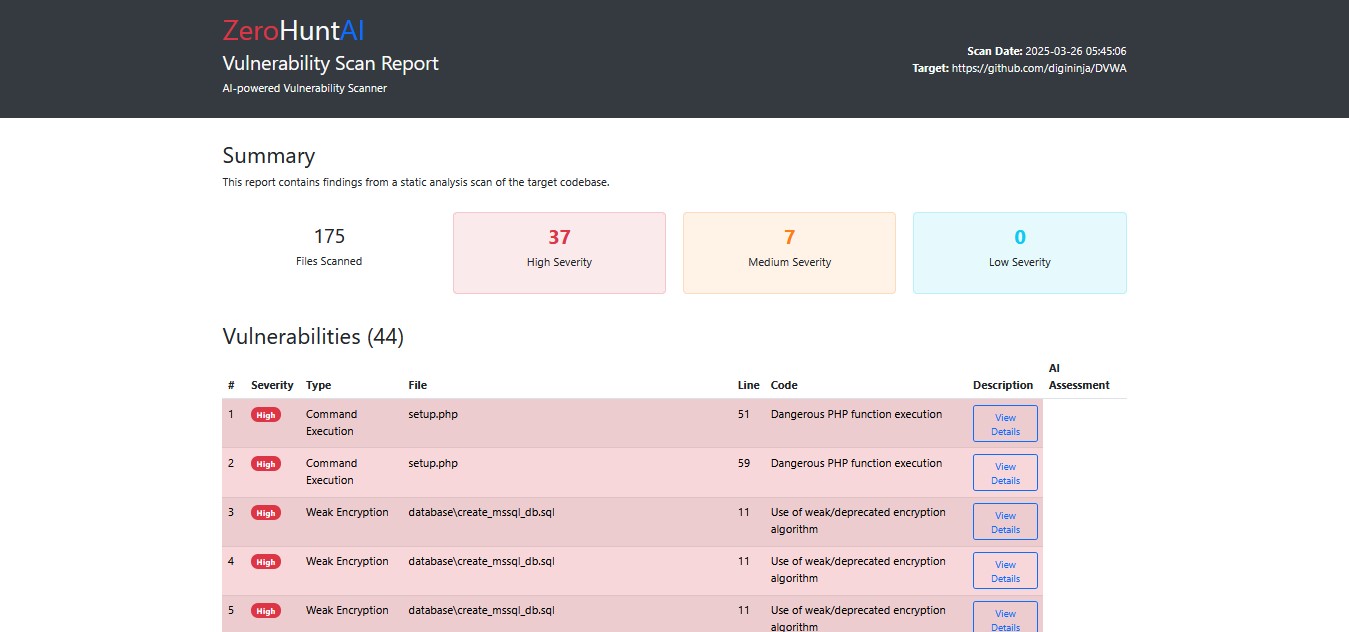 ZeroHuntAI
Vulnerability Scan Report
AI-powered Vulnerability Scanner
Scan Date: 2025-03-26 05:45:06
Target: https://github.com/digininja/DVWA
Summary
This report contains findings from a static analysis scan of the target codebase.
175
Files Scanned
37
High Severity
7
Medium Severity
0
Low Severity
Vulnerabilities (44)
# Severity Type File Line Code Description AI Assessment
1 High Command Execution setup.php 51 Dangerous PHP function execution View Details
2 High Command Execution setup.php 59 Dangerous PHP function execution View Details
3 High Weak Encryption database\create_mssql_db.sql 11 Use of weak/deprecated encryption algorithm View Details
4 High Weak Encryption database\create_mssql_db.sql 11 Use of weak/deprecated encryption algorithm View Details
5 High Weak Encryption database\create_mssql_db.sql 11 Use of weak/deprecated encryption algorithm View Details